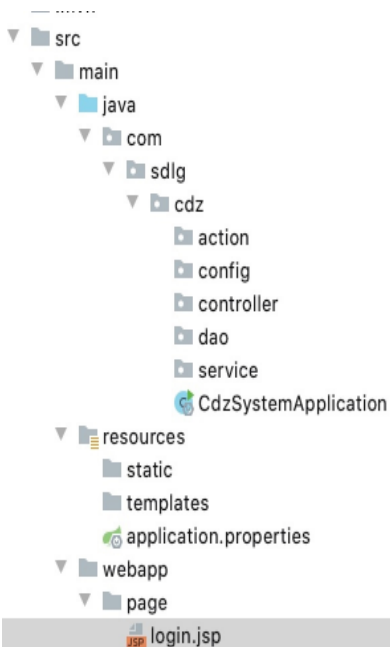 src
main
java
com
sdlg
cdz
action
config
controller
dao
service
CdzSystemApplication
resources
static
templates
application.properties
webapp
page
JSP login.jsp